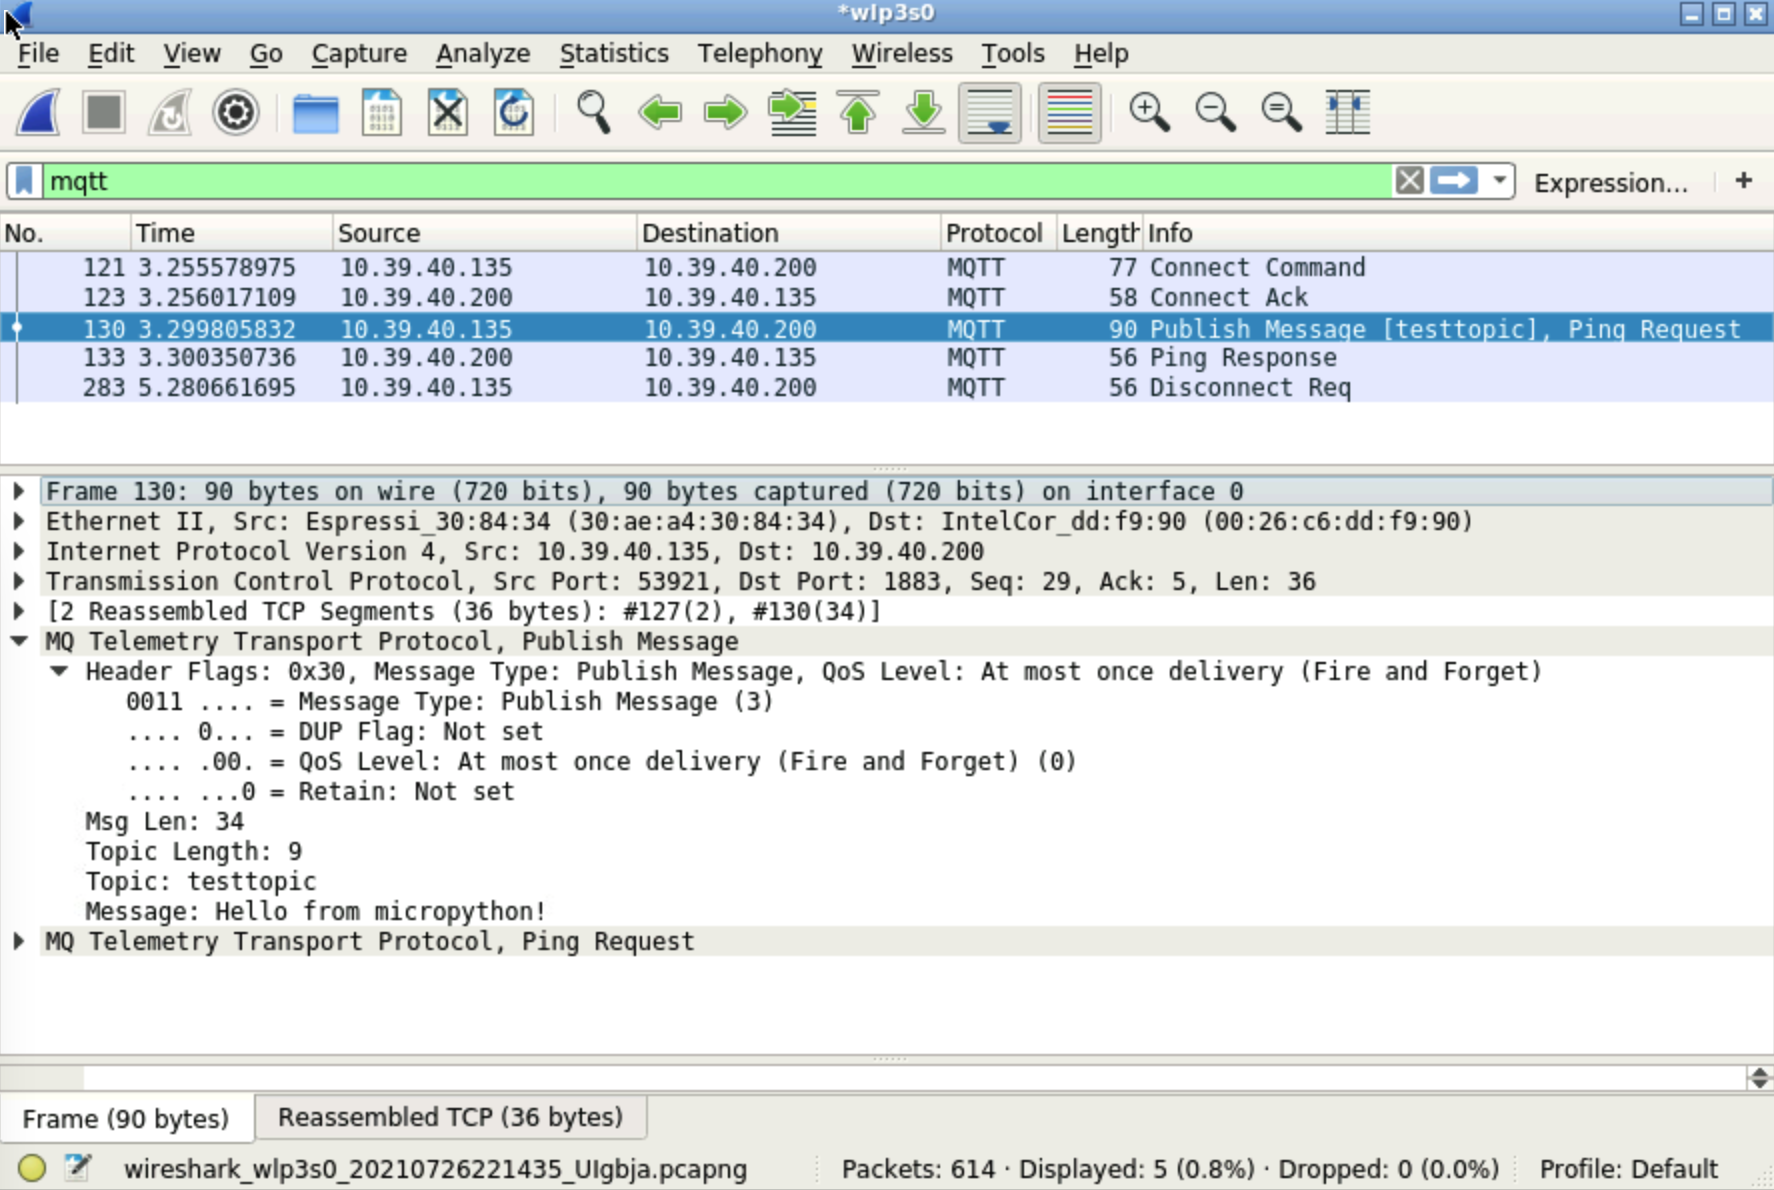 *wlp3s0
File Edit View Go Capture Analyze Statistics Telephony Wireless Tools Help
mqtt Expression... +
No. Time Source Destination Protocol Length Info
121 3.255578975 10.39.40.135 10.39.40.200 MQTT 77 Connect Command
123 3.256017109 10.39.40.200 10.39.40.135 MQTT 58 Connect Ack
130 3.299805832 10.39.40.135 10.39.40.200 MQTT 90 Publish Message [testtopic], Ping Request
133 3.300350736 10.39.40.200 10.39.40.135 MQTT 56 Ping Response
283 5.280661695 10.39.40.135 10.39.40.200 MQTT 56 Disconnect Req
Frame 130: 90 bytes on wire (720 bits), 90 bytes captured (720 bits) on interface 0
Ethernet II, Src: Espressi_30:84:34 (30:ae:a4:30:84:34), Dst: IntelCor_dd:f9:90 (00:26:c6:dd:f9:90)
Internet Protocol Version 4, Src: 10.39.40.135, Dst: 10.39.40.200
Transmission Control Protocol, Src Port: 53921, Dst Port: 1883, Seq: 29, Ack: 5, Len: 36
[2 Reassembled TCP Segments (36 bytes): #127(2), #130(34)]
MQ Telemetry Transport Protocol, Publish Message
Header Flags: 0x30, Message Type: Publish Message, QoS Level: At most once delivery (Fire and Forget)
0011 .... = Message Type: Publish Message (3)
.... 0... = DUP Flag: Not set
.... .00. = QoS Level: At most once delivery (Fire and Forget) (0)
.... ...0 = Retain: Not set
Msg Len: 34
Topic Length: 9
Topic: testtopic
Message: Hello from micropython!
MQ Telemetry Transport Protocol, Ping Request
Frame (90 bytes) Reassembled TCP (36 bytes)
wireshark_wlp3s0_20210726221435_UIgbja.pcapng Packets: 614 · Displayed: 5 (0.8%) · Dropped: 0 (0.0%) Profile: Default